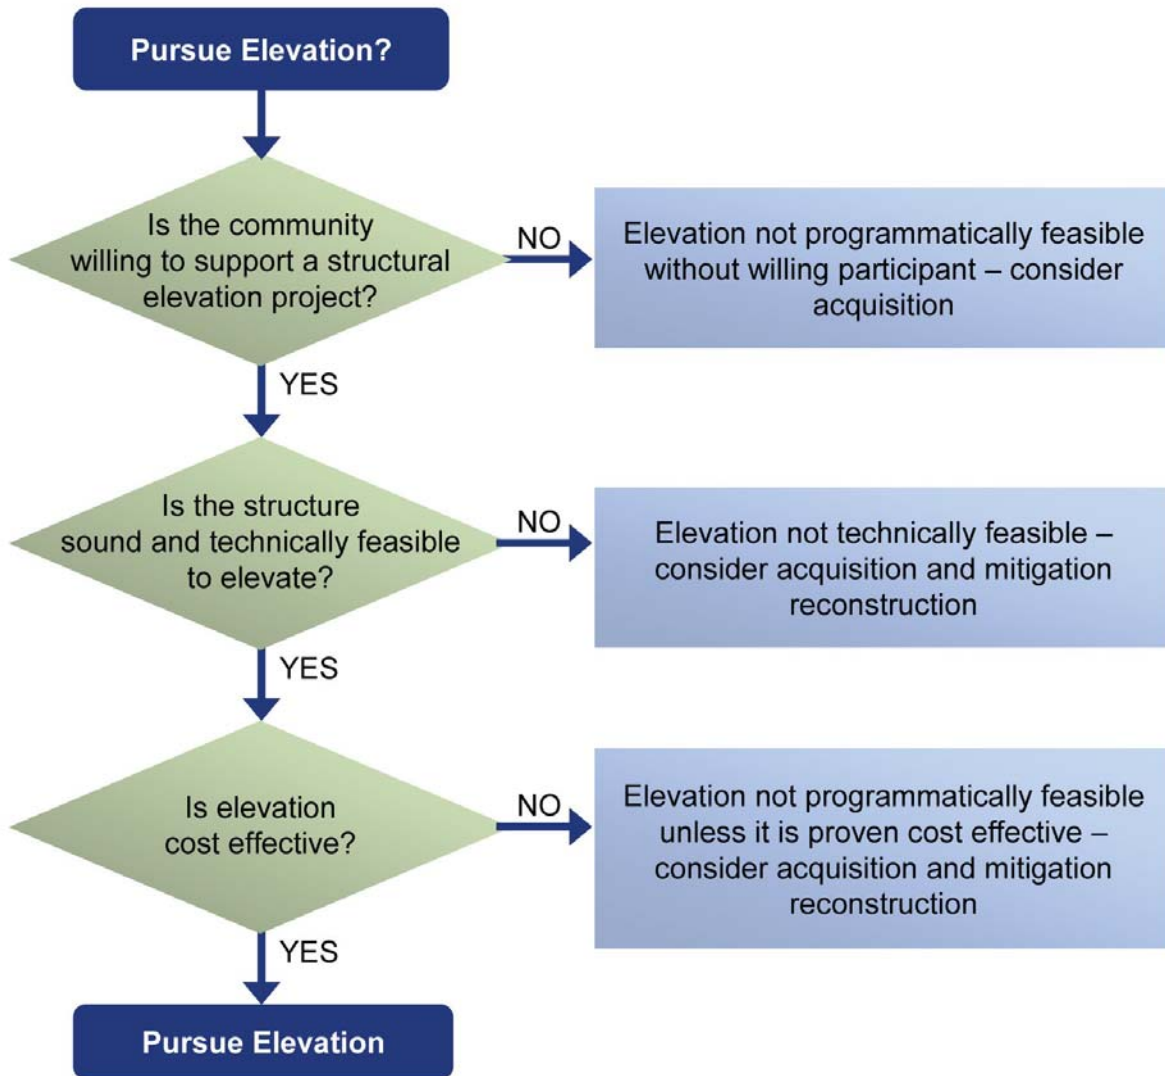 Pursue Elevation?
Is the community
willing to support a structural
elevation project?
NO
Elevation not programmatically feasible
without willing participant – consider
acquisition
YES
Is the structure
sound and technically feasible
to elevate?
NO
Elevation not technically feasible –
consider acquisition and mitigation
reconstruction
YES
Is elevation
cost effective?
NO
Elevation not programmatically feasible
unless it is proven cost effective –
consider acquisition and mitigation
reconstruction
YES
Pursue Elevation